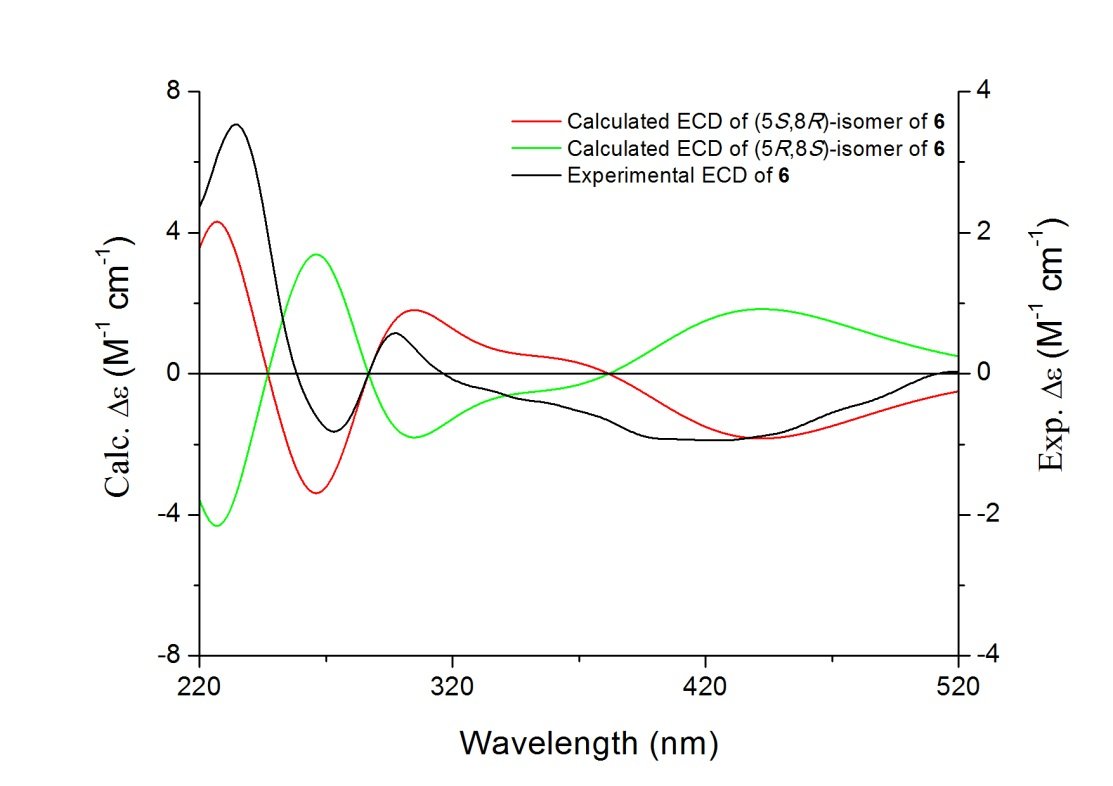 Calculated ECD of (5S,8R)-isomer of 6
Calculated ECD of (5R,8S)-isomer of 6
Experimental ECD of 6
Calc. Δε (M⁻¹ cm⁻¹)
8
4
0
-4
-8
Exp. Δε (M⁻¹ cm⁻¹)
4
2
0
-2
-4
220
320
420
520
Wavelength (nm)